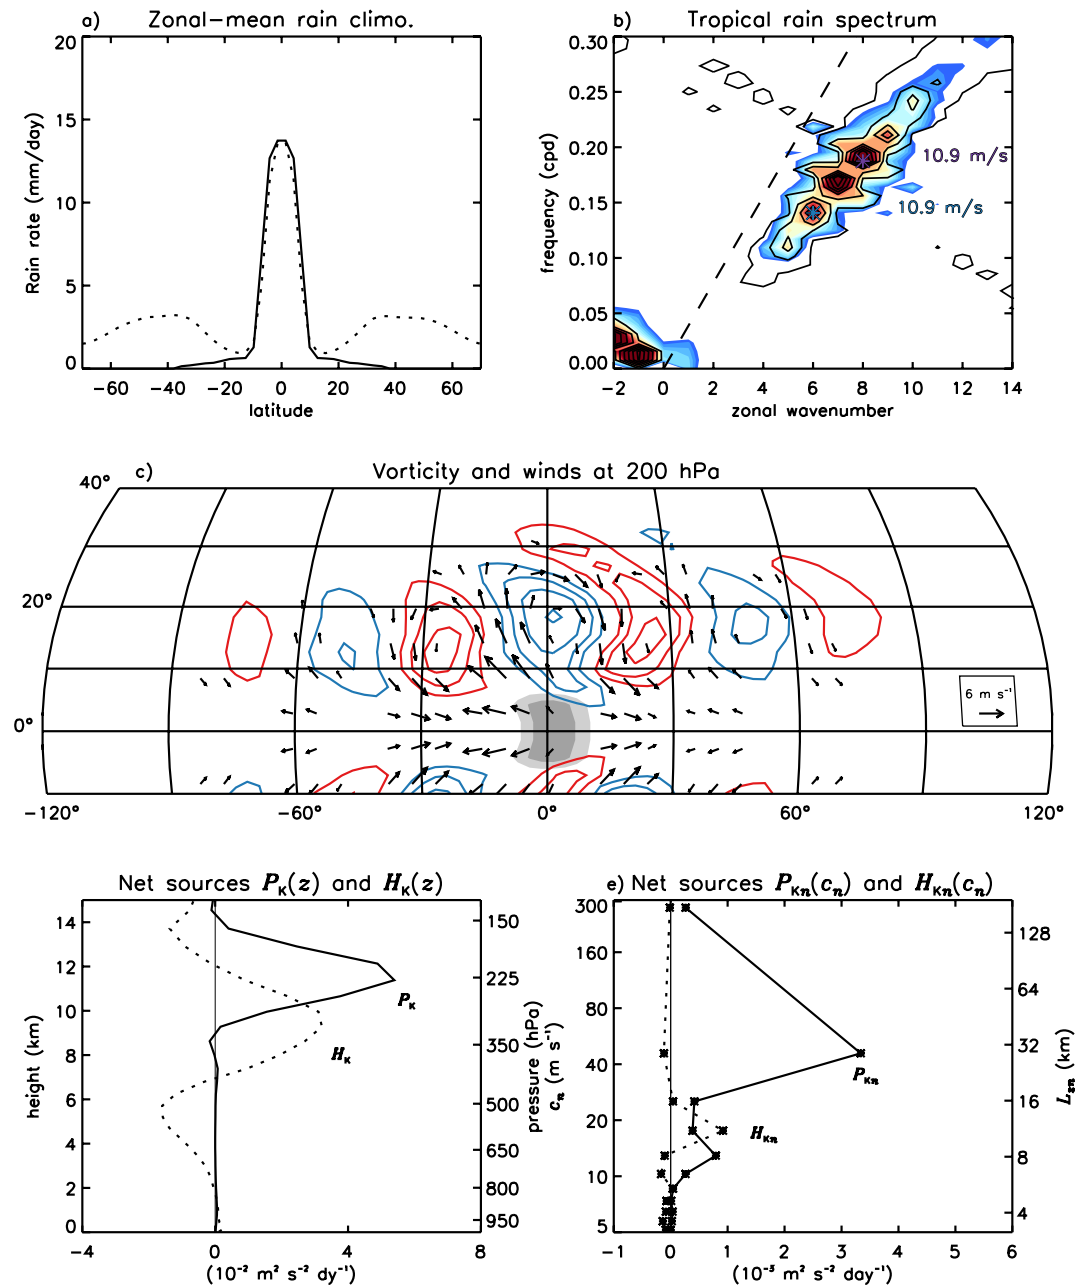 a) Zonal-mean rain climo.
20
15
10
5
0
Rain rate (mm/day)
-60 -40 -20 0 20 40 60
latitude
b) Tropical rain spectrum
0.30
0.25
0.20
0.15
0.10
0.05
0.00
frequency (cpd)
10.9 m/s
10.9 m/s
-2 0 2 4 6 8 10 12 14
zonal wavenumber
c) Vorticity and winds at 200 hPa
40°
20°
0°
6 m s⁻¹
-120° -60° 0° 60° 120°
Net sources P_K(z) and H_K(z)
14
12
10
8
6
4
2
0
height (km)
P_K
H_K
150
225
350
500
650
800
950
pressure (hPa)
-4 0 4 8
(10⁻² m² s⁻² dy⁻¹)
e) Net sources P_Kn(c_n) and H_Kn(c_n)
300
160
80
40
20
10
5
c_n (m s⁻¹)
P_Kn
H_Kn
128
64
32
16
8
4
L_zn (km)
-1 0 1 2 3 4 5 6
(10⁻³ m² s⁻² day⁻¹)